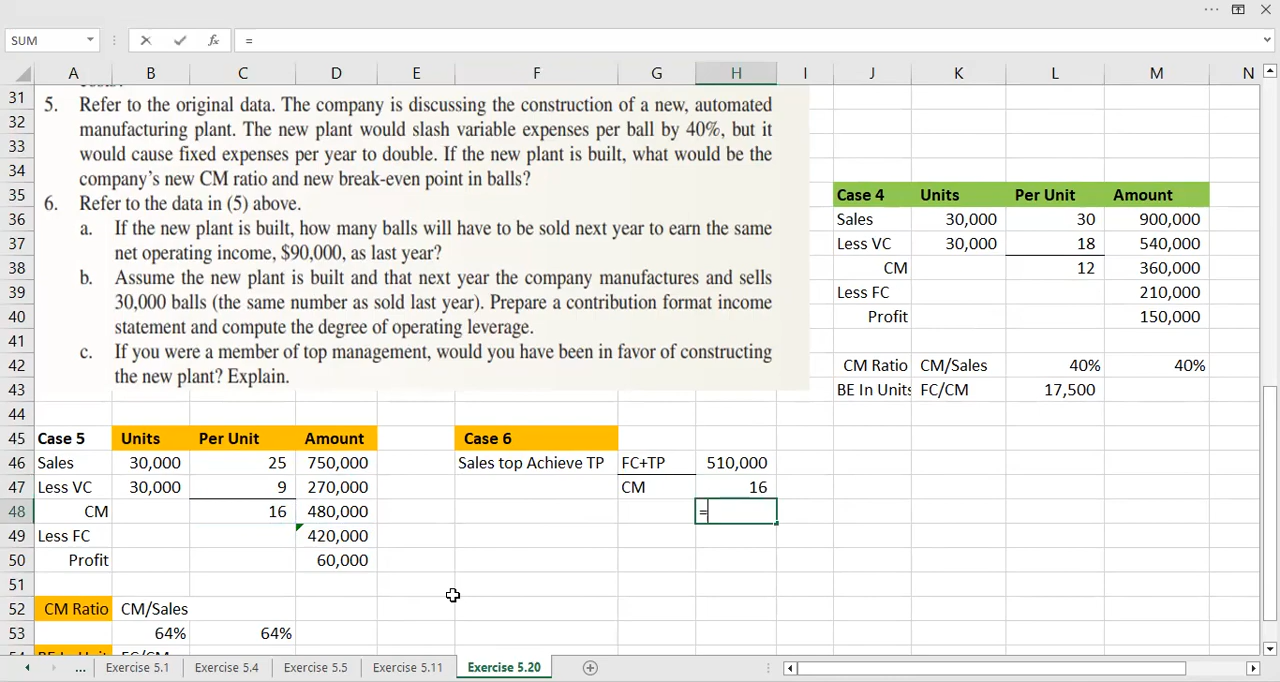 SUM
fx
=
A B C D E F G H I J K L M N
31
5. Refer to the original data. The company is discussing the construction of a new, automated
32
33 manufacturing plant. The new plant would slash variable expenses per ball by 40%, but it
34 would cause fixed expenses per year to double. If the new plant is built, what would be the
company's new CM ratio and new break-even point in balls?
35 6. Refer to the data in (5) above. Case 4 Units Per Unit Amount
36 a. If the new plant is built, how many balls will have to be sold next year to earn the same Sales 30,000 30 900,000
37 net operating income, $90,000, as last year? Less VC 30,000 18 540,000
38 b. Assume the new plant is built and that next year the company manufactures and sells CM 12 360,000
39 30,000 balls (the same number as sold last year). Prepare a contribution format income Less FC 210,000
40 statement and compute the degree of operating leverage. Profit 150,000
41
42 c. If you were a member of top management, would you have been in favor of constructing CM Ratio CM/Sales 40% 40%
43 the new plant? Explain. BE In Units FC/CM 17,500
44
45 Case 5 Units Per Unit Amount Case 6
46 Sales 30,000 25 750,000 Sales top Achieve TP FC+TP 510,000
47 Less VC 30,000 9 270,000 CM 16
48 CM 16 480,000 =
49 Less FC 420,000
50 Profit 60,000
51
52 CM Ratio CM/Sales
53 64% 64%
... Exercise 5.1 Exercise 5.4 Exercise 5.5 Exercise 5.11 Exercise 5.20